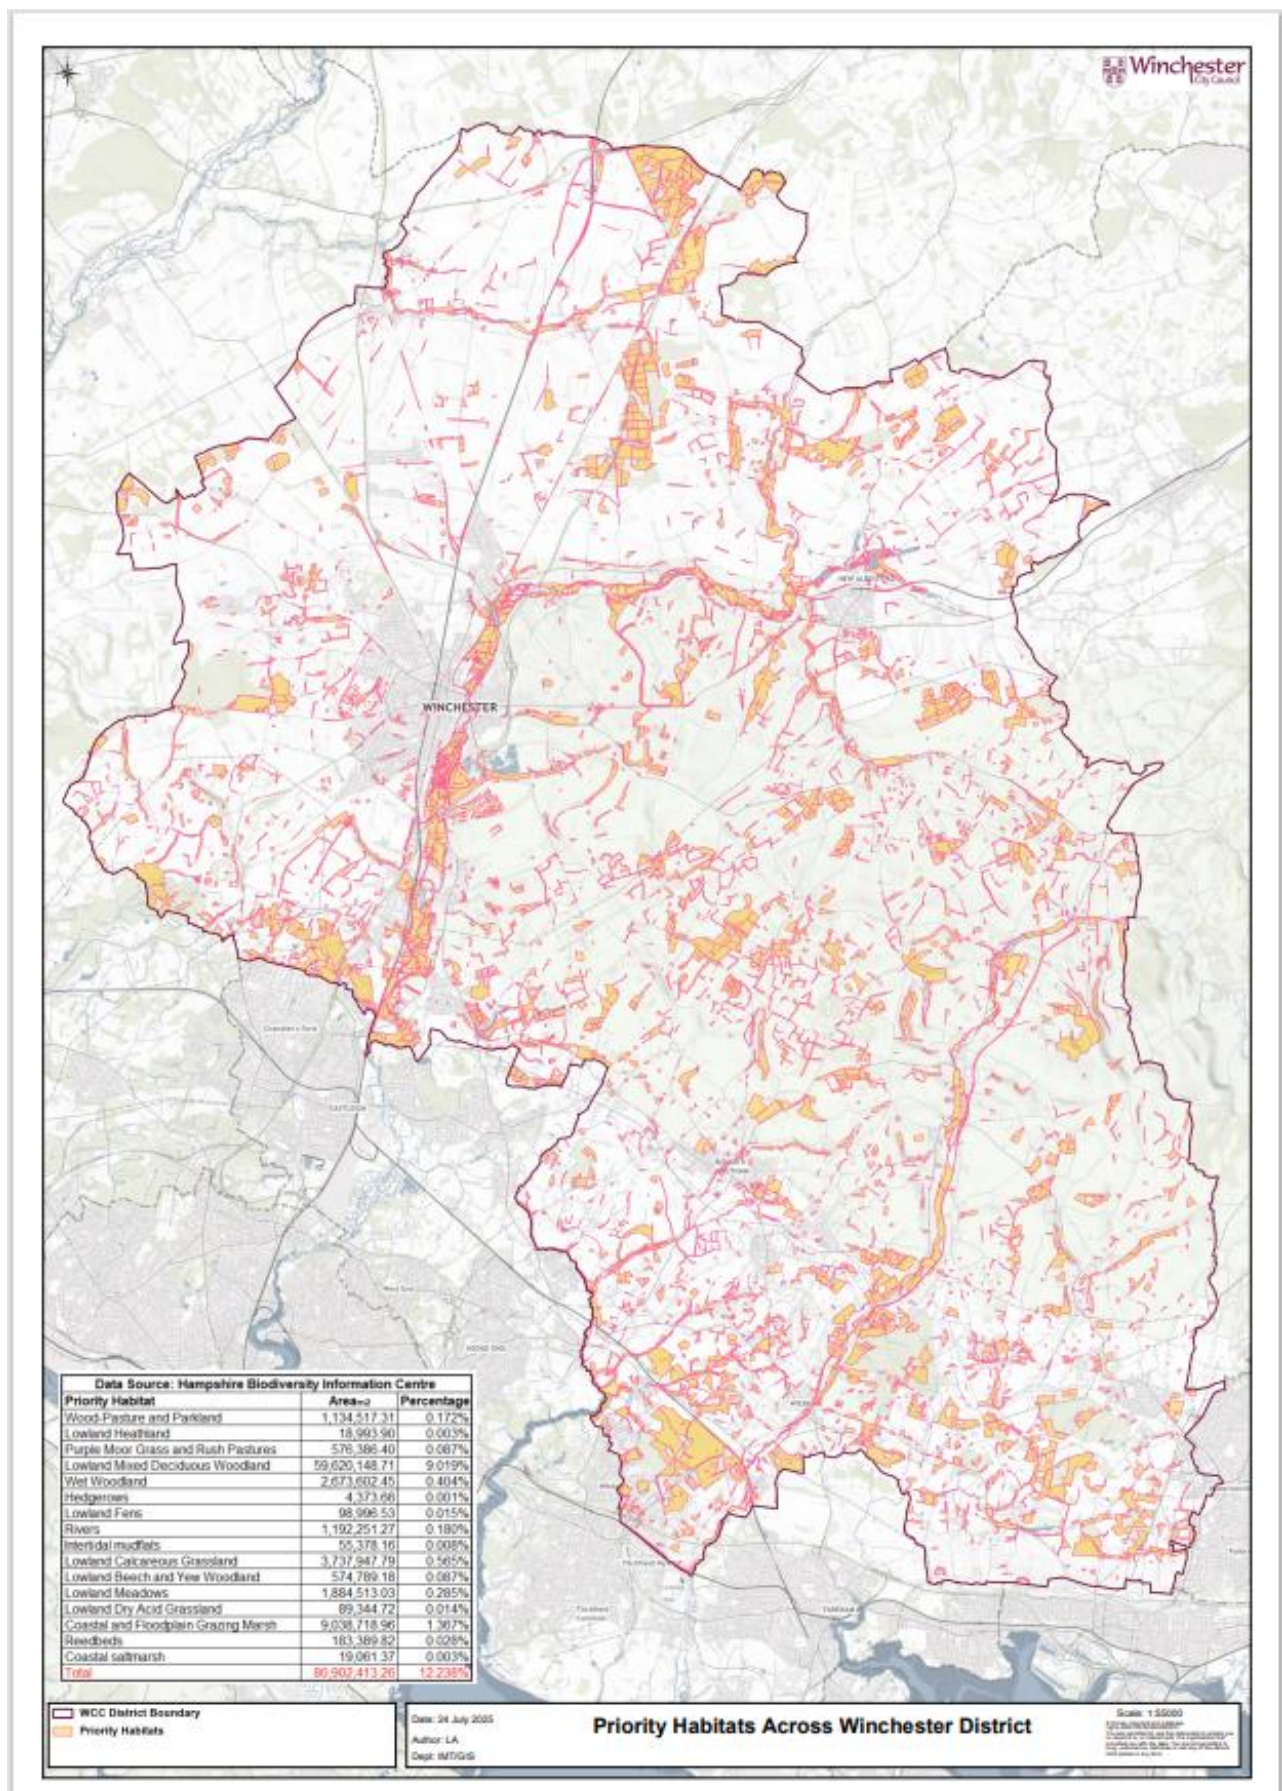 Winchester
City Council
NEW ALRESFORD
WINCHESTER
Chandler's Ford
EASTLEIGH
HEDGE END
FAREHAM
Data Source: Hampshire Biodiversity Information Centre
Priority Habitat Aream2 Percentage
Wood-Pasture and Parkland 1,134,517.31 0.172%
Lowland Heathland 18,993.90 0.003%
Purple Moor Grass and Rush Pastures 576,386.40 0.087%
Lowland Mixed Deciduous Woodland 59,620,148.71 9.019%
Wet Woodland 2,673,602.45 0.404%
Hedgerows 4,373.66 0.001%
Lowland Fens 98,996.53 0.015%
Rivers 1,192,251.27 0.180%
Intertidal mudflats 55,378.16 0.008%
Lowland Calcareous Grassland 3,737,947.79 0.565%
Lowland Beech and Yew Woodland 574,789.18 0.087%
Lowland Meadows 1,884,513.03 0.285%
Lowland Dry Acid Grassland 89,344.72 0.014%
Coastal and Floodplain Grazing Marsh 9,038,718.96 1.367%
Reedbeds 183,389.82 0.028%
Coastal saltmarsh 19,061.37 0.003%
Total 80,902,413.26 12.238%
WCC District Boundary
Priority Habitats
Date: 24 July 2025
Author: LA
Dept: IMT/GIS
Priority Habitats Across Winchester District
Scale: 1:55000